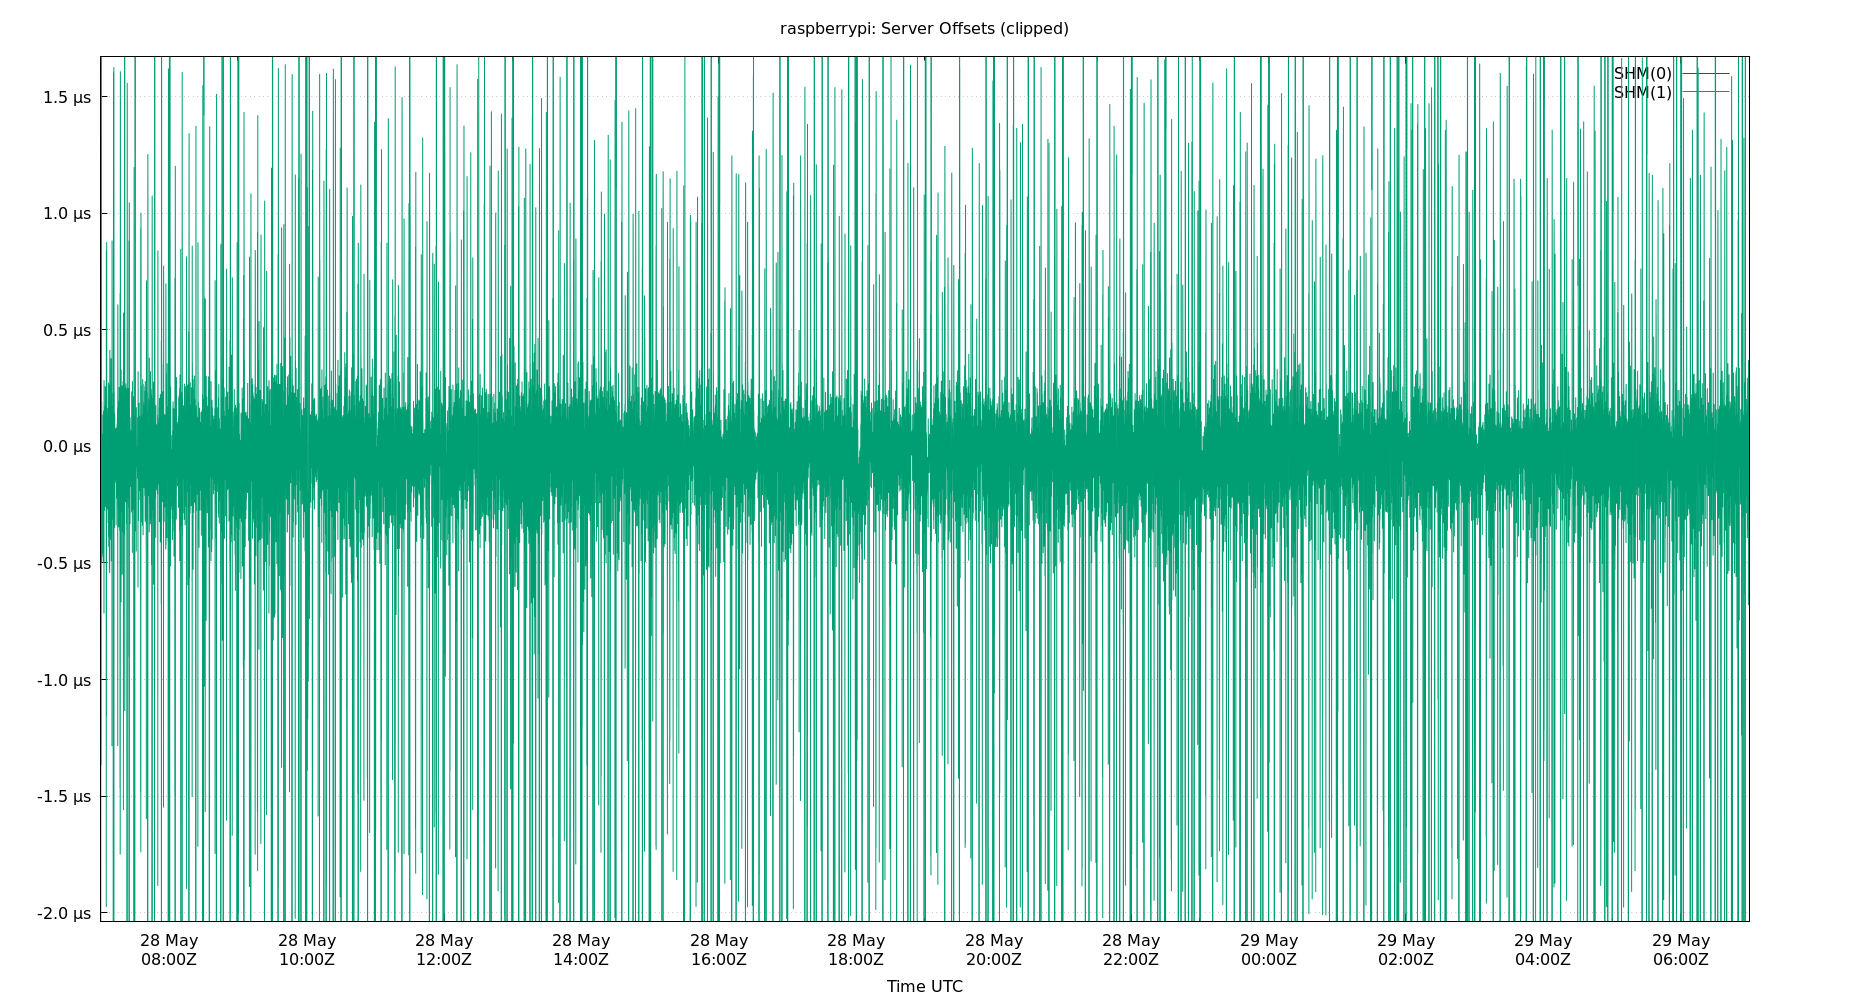 raspberrypi: Server Offsets (clipped)
SHM(0)
SHM(1)
1.5 µs
1.0 µs
0.5 µs
0.0 µs
-0.5 µs
-1.0 µs
-1.5 µs
-2.0 µs
28 May 28 May 28 May 28 May 28 May 28 May 28 May 28 May 29 May 29 May 29 May 29 May
08:00Z 10:00Z 12:00Z 14:00Z 16:00Z 18:00Z 20:00Z 22:00Z 00:00Z 02:00Z 04:00Z 06:00Z
Time UTC